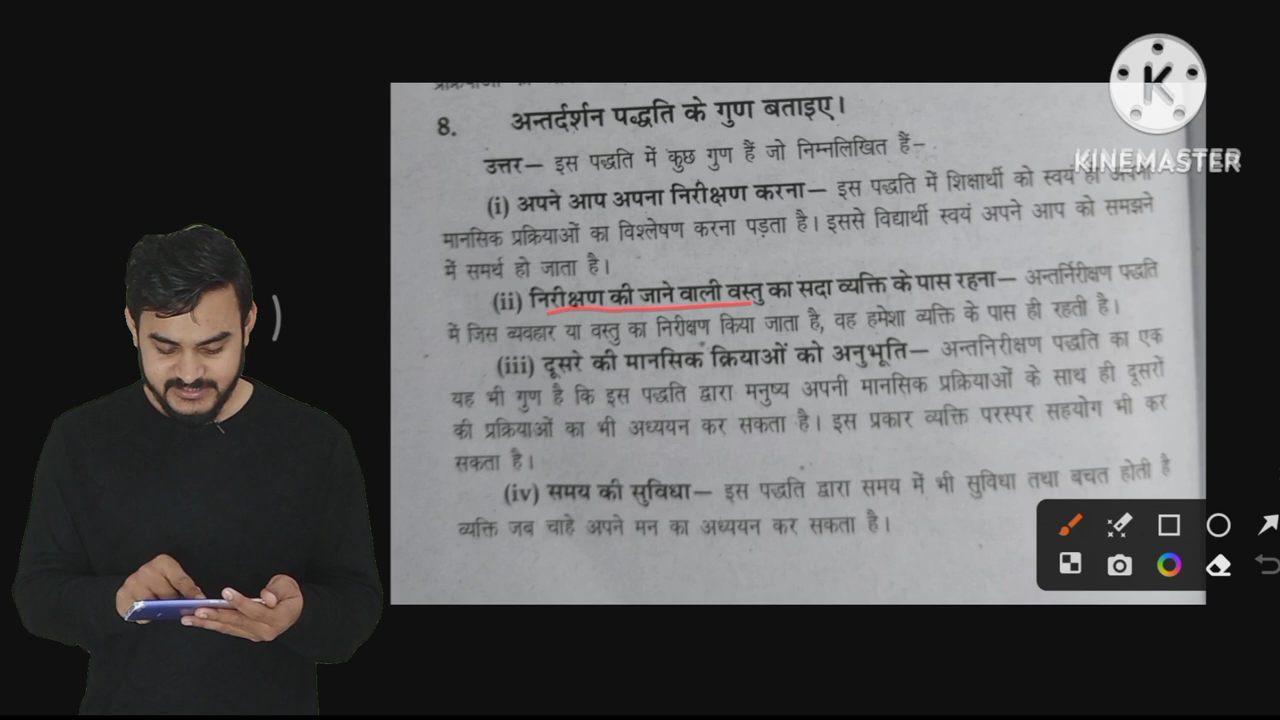 8. अन्तर्दर्शन पद्धति के गुण बताइए।
उत्तर— इस पद्धति में कुछ गुण हैं जो निम्नलिखित हैं–
(i) अपने आप अपना निरीक्षण करना— इस पद्धति में शिक्षार्थी को स्वयं ही अपनी
मानसिक प्रक्रियाओं का विश्लेषण करना पड़ता है। इससे विद्यार्थी स्वयं अपने आप को समझने
में समर्थ हो जाता है।
(ii) निरीक्षण की जाने वाली वस्तु का सदा व्यक्ति के पास रहना— अन्तर्निरीक्षण पद्धति
में जिस व्यवहार या वस्तु का निरीक्षण किया जाता है, वह हमेशा व्यक्ति के पास ही रहती है।
(iii) दूसरे की मानसिक क्रियाओं को अनुभूति— अन्तनिरीक्षण पद्धति का एक
यह भी गुण है कि इस पद्धति द्वारा मनुष्य अपनी मानसिक प्रक्रियाओं के साथ ही दूसरों
की प्रक्रियाओं का भी अध्ययन कर सकता है। इस प्रकार व्यक्ति परस्पर सहयोग भी कर
सकता है।
(iv) समय की सुविधा— इस पद्धति द्वारा समय में भी सुविधा तथा बचत होती है
व्यक्ति जब चाहे अपने मन का अध्ययन कर सकता है।
K
KINEMASTER